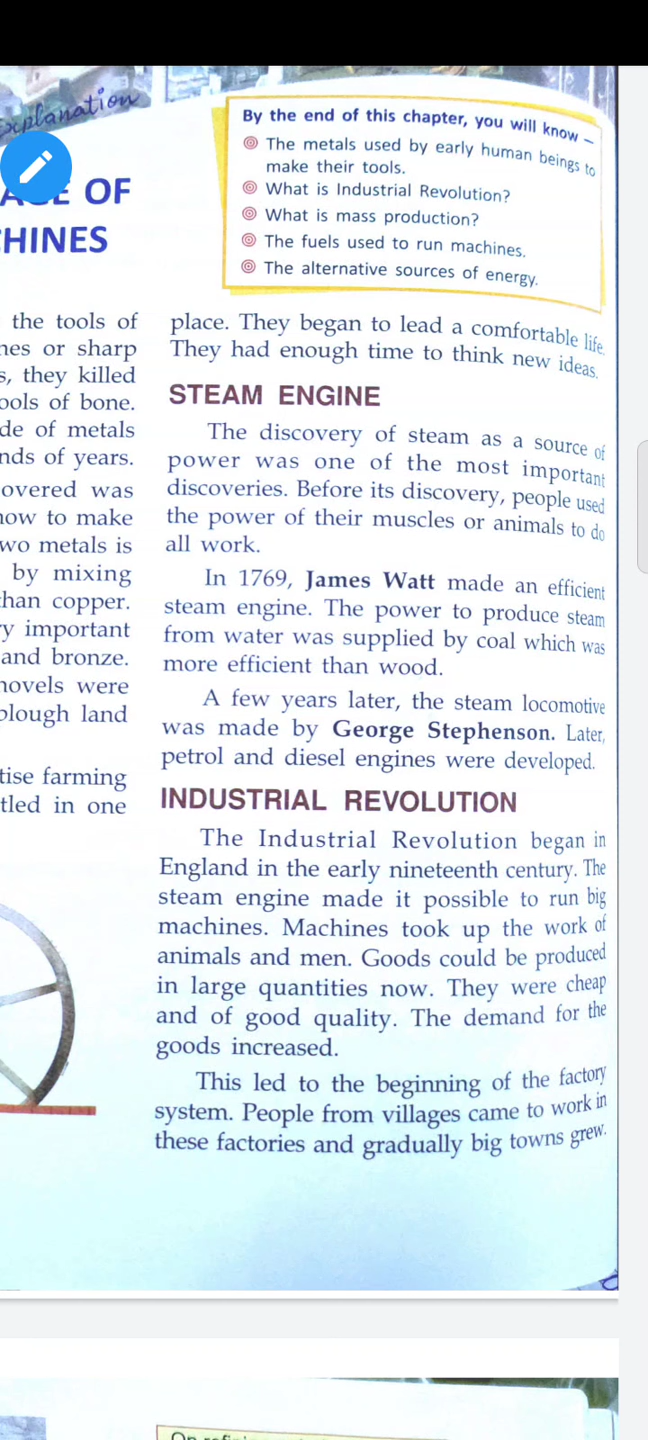 Explanation
By the end of this chapter, you will know –
The metals used by early human beings to
make their tools.
What is Industrial Revolution?
What is mass production?
The fuels used to run machines.
The alternative sources of energy.
OF
HINES
the tools of
nes or sharp
s, they killed
ools of bone.
de of metals
nds of years.
overed was
how to make
wo metals is
by mixing
than copper.
ry important
and bronze.
hovels were
plough land
tise farming
tled in one
place. They began to lead a comfortable life.
They had enough time to think new ideas.
STEAM ENGINE
The discovery of steam as a source of
power was one of the most important
discoveries. Before its discovery, people used
the power of their muscles or animals to do
all work.
In 1769, James Watt made an efficient
steam engine. The power to produce steam
from water was supplied by coal which was
more efficient than wood.
A few years later, the steam locomotive
was made by George Stephenson. Later,
petrol and diesel engines were developed.
INDUSTRIAL REVOLUTION
The Industrial Revolution began in
England in the early nineteenth century. The
steam engine made it possible to run big
machines. Machines took up the work of
animals and men. Goods could be produced
in large quantities now. They were cheap
and of good quality. The demand for the
goods increased.
This led to the beginning of the factory
system. People from villages came to work in
these factories and gradually big towns grew.